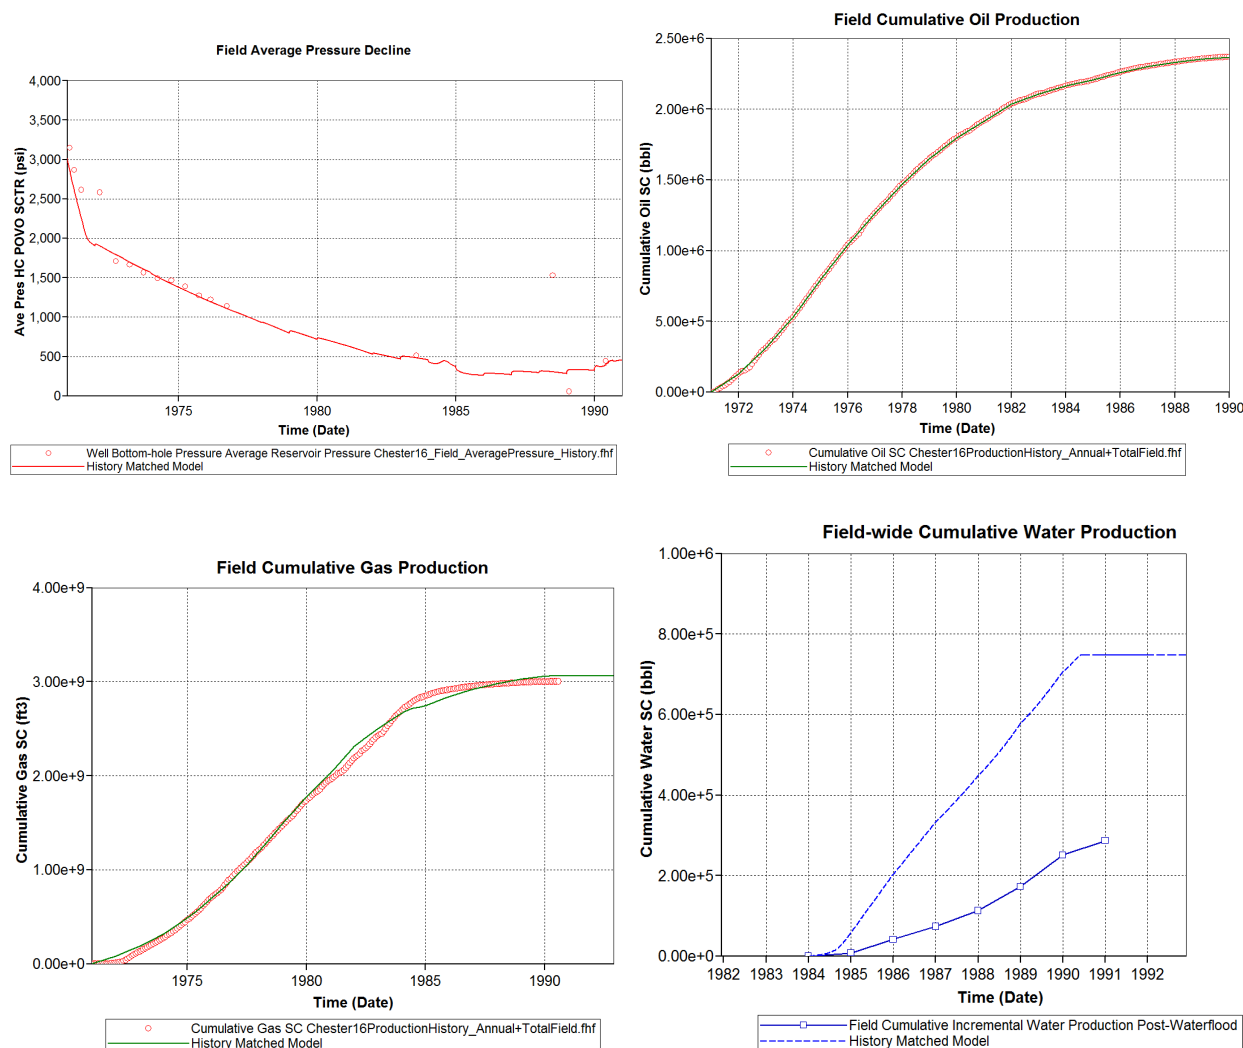 Field Average Pressure Decline
Ave Pres HC POVO SCTR (psi)
4,000
3,500
3,000
2,500
2,000
1,500
1,000
500
0
1975
1980
1985
1990
Time (Date)
Well Bottom-hole Pressure Average Reservoir Pressure Chester16_Field_AveragePressure_History.fhf
History Matched Model
Field Cumulative Oil Production
Cumulative Oil SC (bbl)
2.50e+6
2.00e+6
1.50e+6
1.00e+6
5.00e+5
0.00e+0
1972
1974
1976
1978
1980
1982
1984
1986
1988
1990
Time (Date)
Cumulative Oil SC Chester16ProductionHistory_Annual+TotalField.fhf
History Matched Model
Field Cumulative Gas Production
Cumulative Gas SC (ft3)
4.00e+9
3.00e+9
2.00e+9
1.00e+9
0.00e+0
1975
1980
1985
1990
Time (Date)
Cumulative Gas SC Chester16ProductionHistory_Annual+TotalField.fhf
History Matched Model
Field-wide Cumulative Water Production
Cumulative Water SC (bbl)
1.00e+6
8.00e+5
6.00e+5
4.00e+5
2.00e+5
0.00e+0
1982
1983
1984
1985
1986
1987
1988
1989
1990
1991
1992
Time (Date)
Field Cumulative Incremental Water Production Post-Waterflood
History Matched Model